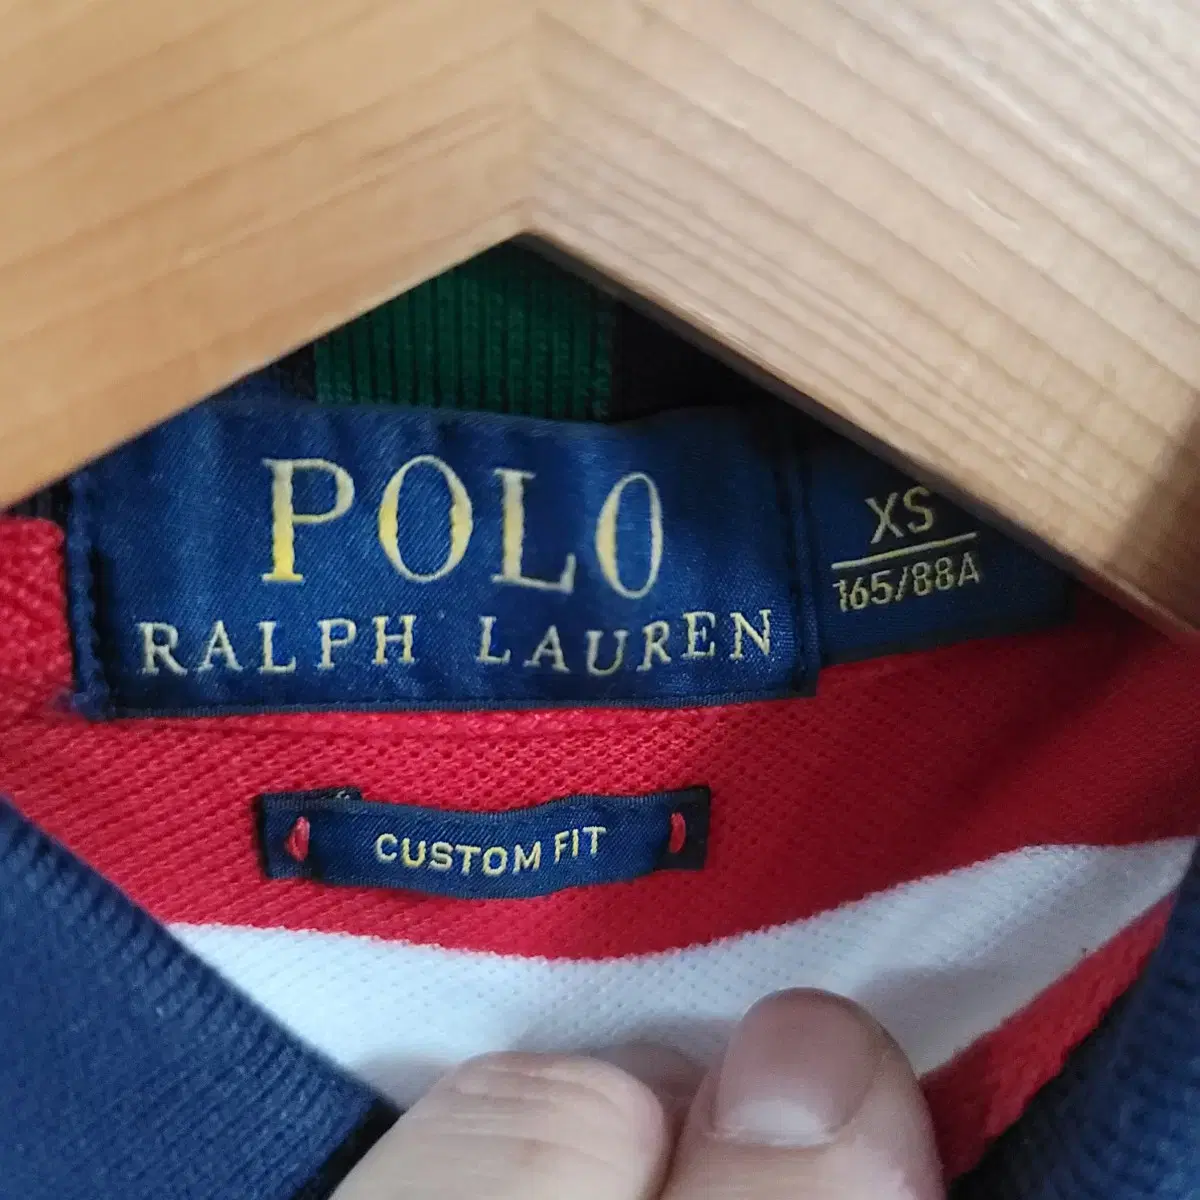 POLO
RALPH LAUREN
XS
165/88A
CUSTOM FIT